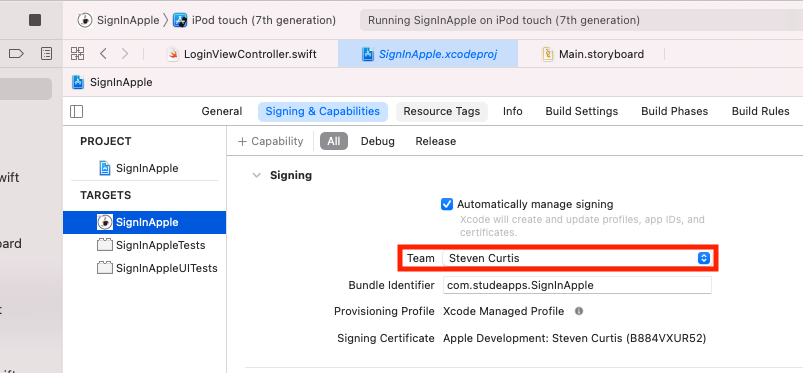 SignInApple
iPod touch (7th generation)
Running SignInApple on iPod touch (7th generation)
LoginViewController.swift
SignInApple.xcodeproj
Main.storyboard
SignInApple
General
Signing & Capabilities
Resource Tags
Info
Build Settings
Build Phases
Build Rules
PROJECT
+ Capability
All
Debug
Release
SignInApple
Signing
TARGETS
SignInApple
SignInAppleTests
SignInAppleUITests
Automatically manage signing
Xcode will create and update profiles, app IDs, and
certificates.
Team
Steven Curtis
Bundle Identifier
com.studeapps.SignInApple
Provisioning Profile
Xcode Managed Profile
Signing Certificate
Apple Development: Steven Curtis (B884VXUR52)